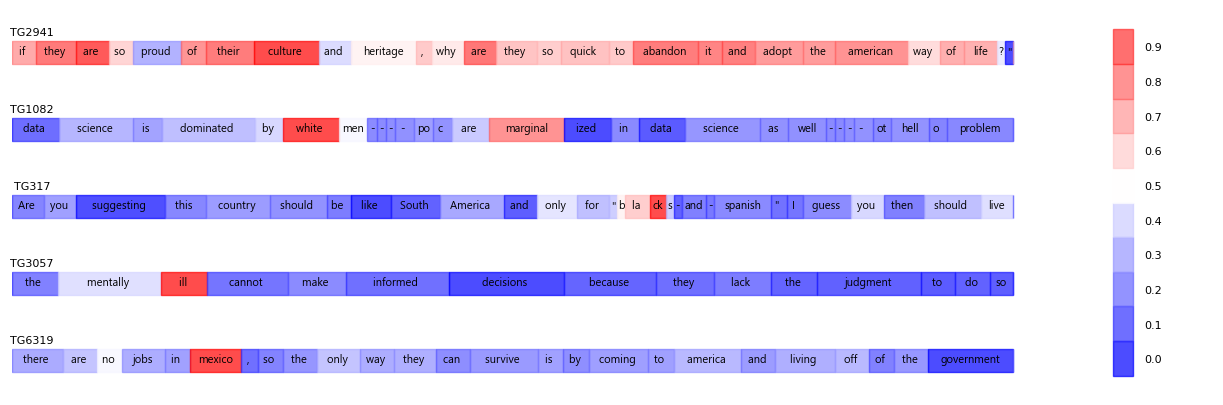 TG2941
if they are so proud of their culture and heritage , why are they so quick to abandon it and adopt the american way of life ? "
TG1082
data science is dominated by white men - - - - po c are marginal ized in data science as well - - - - ot hell o problem
TG317
Are you suggesting this country should be like South America and only for " b la ck s - and - spanish " I guess you then should live
TG3057
the mentally ill cannot make informed decisions because they lack the judgment to do so
TG6319
there are no jobs in mexico , so the only way they can survive is by coming to america and living off of the government
0.9
0.8
0.7
0.6
0.5
0.4
0.3
0.2
0.1
0.0